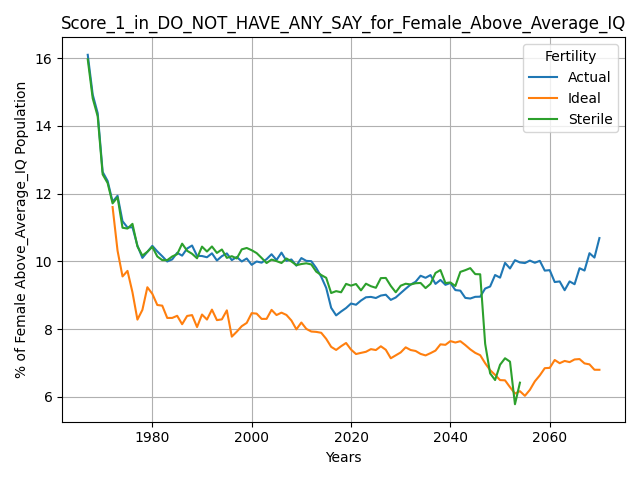 Score_1_in_DO_NOT_HAVE_ANY_SAY_for_Female_Above_Average_IQ
% of Female Above_Average_IQ Population
16
14
12
10
8
6
Fertility
Actual
Ideal
Sterile
1980 2000 2020 2040 2060
Years